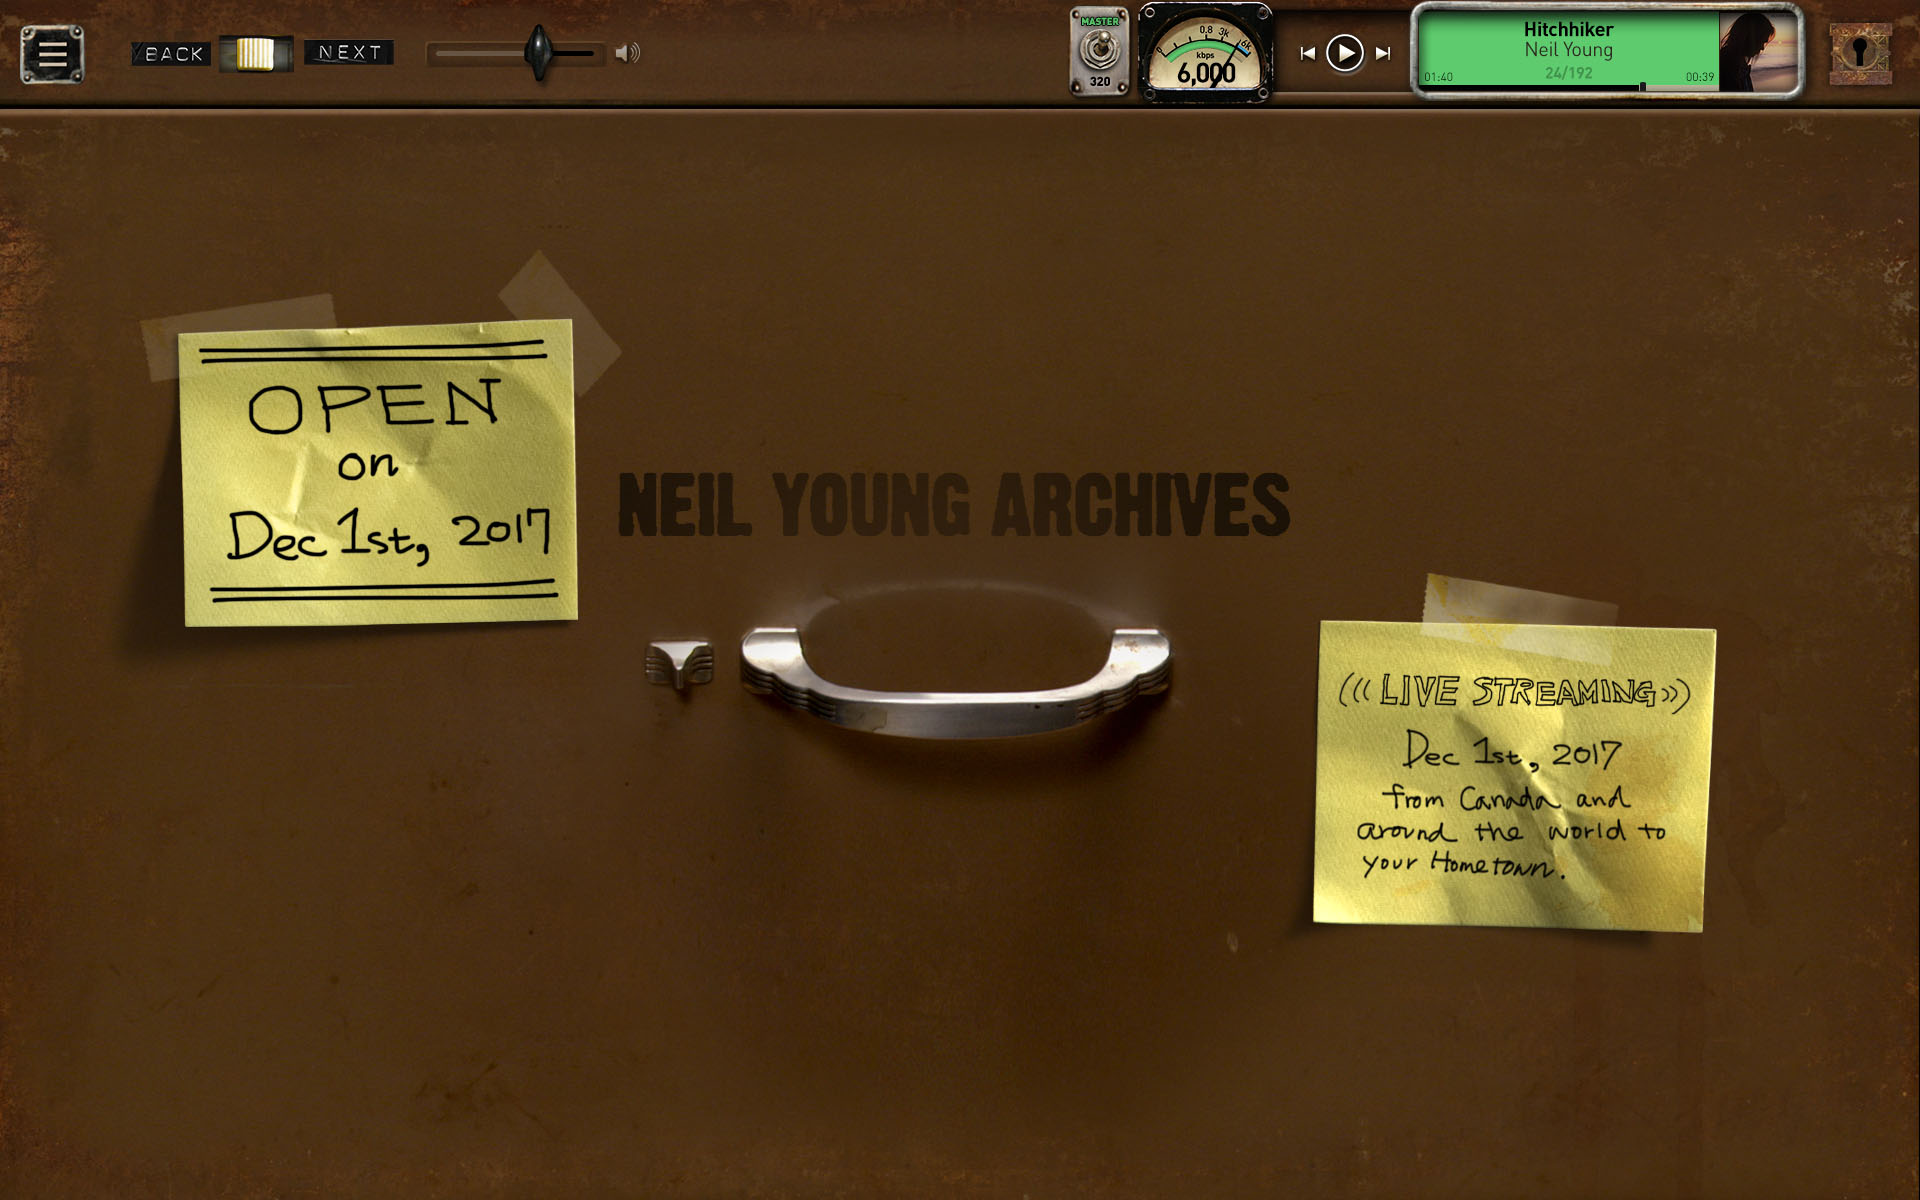 BACK
NEXT
MASTER
320
0
0.8
3k
6k
kbps
6,000
Hitchhiker
Neil Young
24/192
01:40
00:39
OPEN
on
Dec 1st, 2017
NEIL YOUNG ARCHIVES
((( LIVE STREAMING )))
Dec 1st, 2017
from Canada and
around the world to
your Hometown.